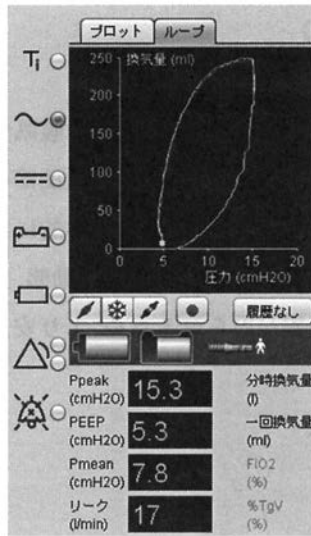 プロット ループ
Ti
換気量 (ml)
250
200
150
100
50
0
0 5 10 15 20
圧力 (cmH2O)
履歴なし
Ppeak (cmH2O) 15.3 分時換気量 (l)
PEEP (cmH2O) 5.3 一回換気量 (ml)
Pmean (cmH2O) 7.8 FiO2 (%)
リーク (l/min) 17 %TgV (%)